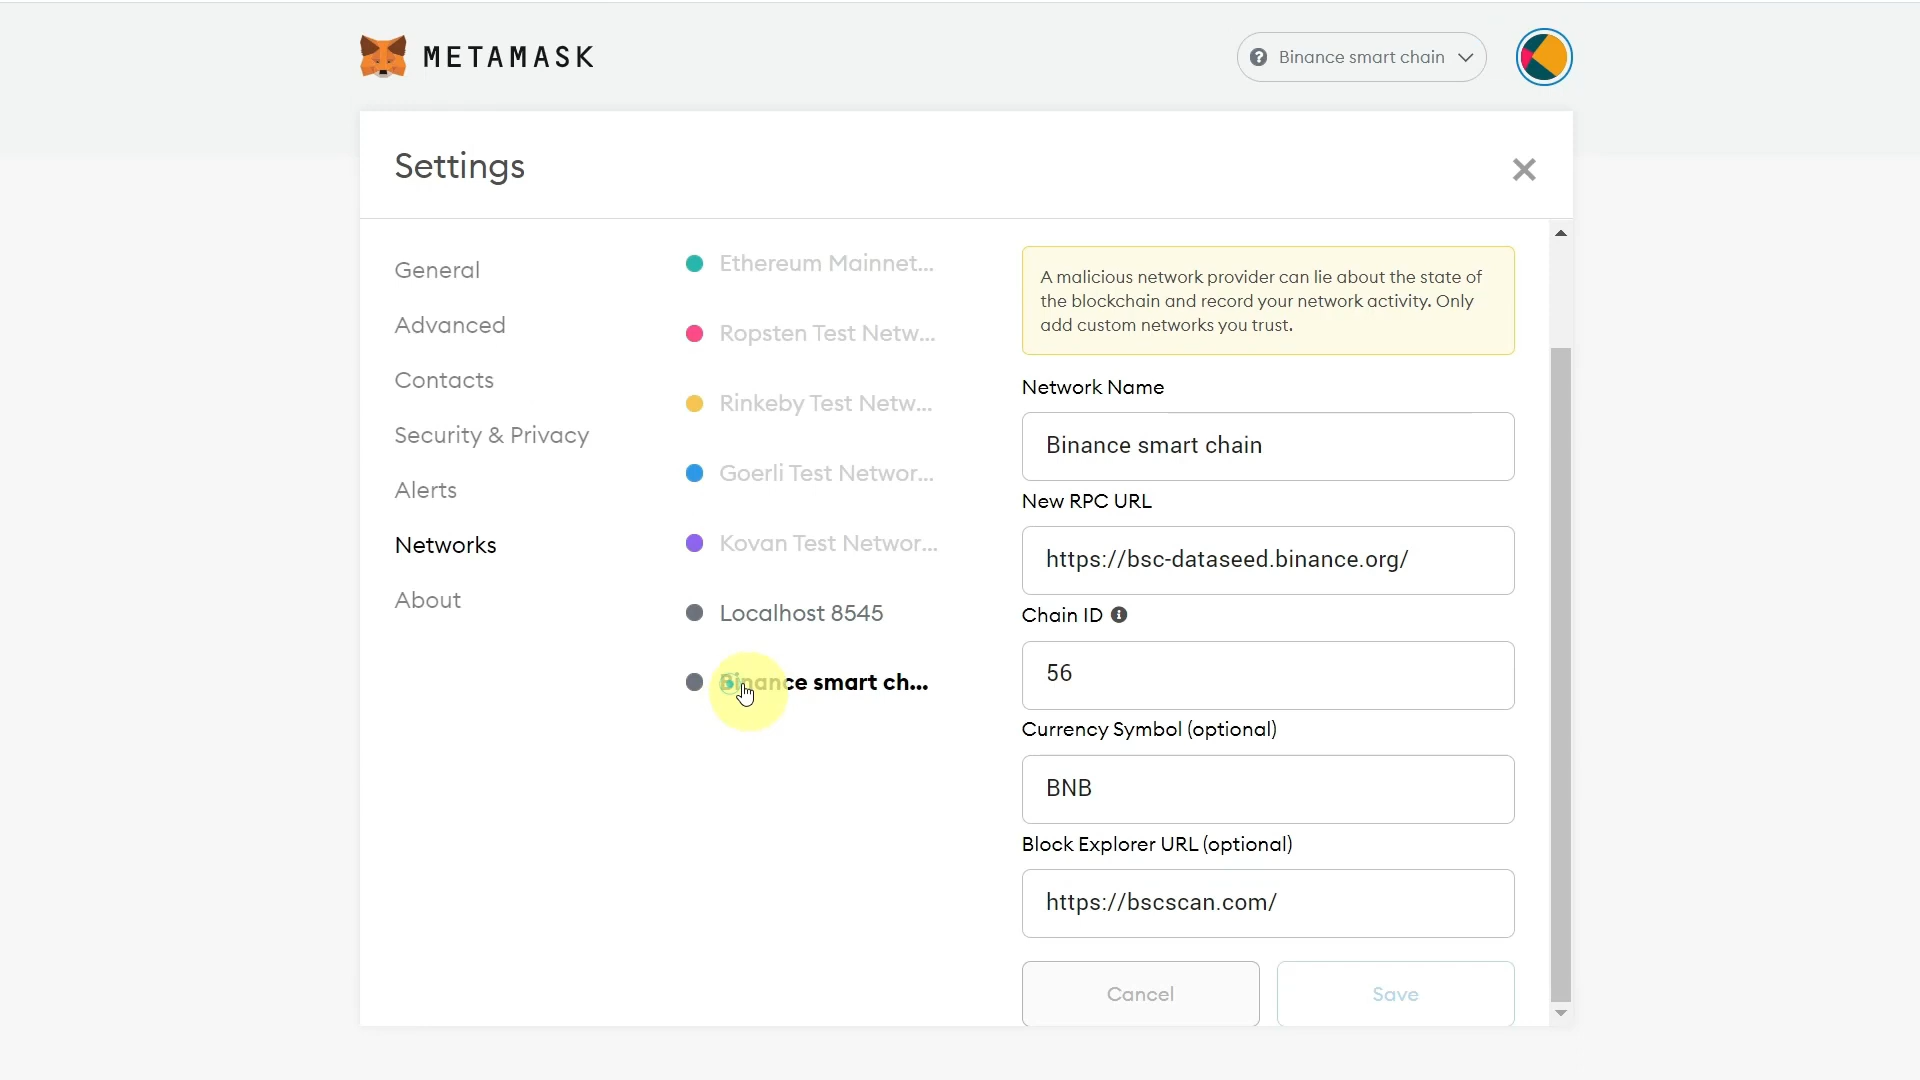 METAMASK
Binance smart chain
Settings
General
Advanced
Contacts
Security & Privacy
Alerts
Networks
About
Ethereum Mainnet...
Ropsten Test Netw...
Rinkeby Test Netw...
Goerli Test Networ...
Kovan Test Networ...
Localhost 8545
Binance smart ch...
A malicious network provider can lie about the state of
the blockchain and record your network activity. Only
add custom networks you trust.
Network Name
Binance smart chain
New RPC URL
https://bsc-dataseed.binance.org/
Chain ID
56
Currency Symbol (optional)
BNB
Block Explorer URL (optional)
https://bscscan.com/
Cancel
Save